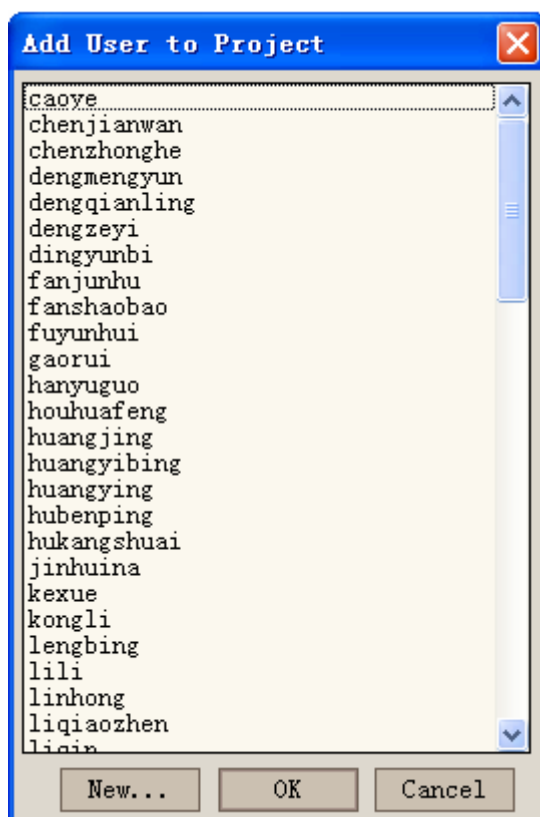 Add User to Project
caoye
chenjianwan
chenzhonghe
dengmengyun
dengqianling
dengzeyi
dingyunbi
fanjunhu
fanshaobao
fuyunhui
gaorui
hanyuguo
houhuafeng
huangjing
huangyibing
huangying
hubenping
hukangshuai
jinhuina
kexue
kongli
lengbing
lili
linhong
liqiaozhen
New...
OK
Cancel